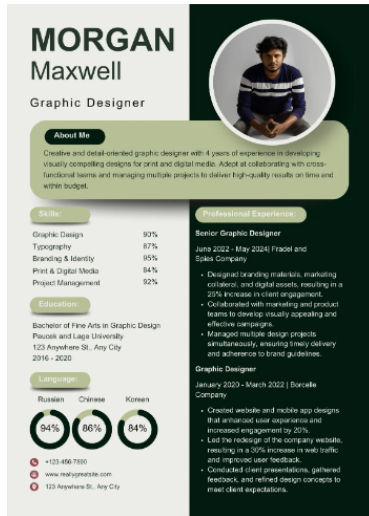 MORGAN
Maxwell
Graphic Designer
About Me
Creative and detail-oriented graphic designer with 4 years of experience in developing
visually compelling designs for print and digital media. Adept at collaborating with cross-
functional teams and managing multiple projects to deliver high-quality results on time and
within budget.
Skills:
Graphic Design 90%
Typography 87%
Branding & Identity 95%
Print & Digital Media 84%
Project Management 92%
Education:
Bachelor of Fine Arts in Graphic Design
Paucek and Lage University
123 Anywhere St., Any City
2016 - 2020
Language:
Russian Chinese Korean
94% 86% 84%
+123-456-7890
www.reallygreatsite.com
123 Anywhere St., Any City
Professional Experience:
Senior Graphic Designer
June 2022 - May 2024| Fradel and
Spies Company
• Designed branding materials, marketing
collateral, and digital assets, resulting in a
25% increase in client engagement.
• Collaborated with marketing and product
teams to develop visually appealing and
effective campaigns.
• Managed multiple design projects
simultaneously, ensuring timely delivery
and adherence to brand guidelines.
Graphic Designer
January 2020 - March 2022 | Borcelle
Company
• Created website and mobile app designs
that enhanced user experience and
increased engagement by 20%.
• Led the redesign of the company website,
resulting in a 30% increase in web traffic
and improved user feedback.
• Conducted client presentations, gathered
feedback, and refined design concepts to
meet client expectations.